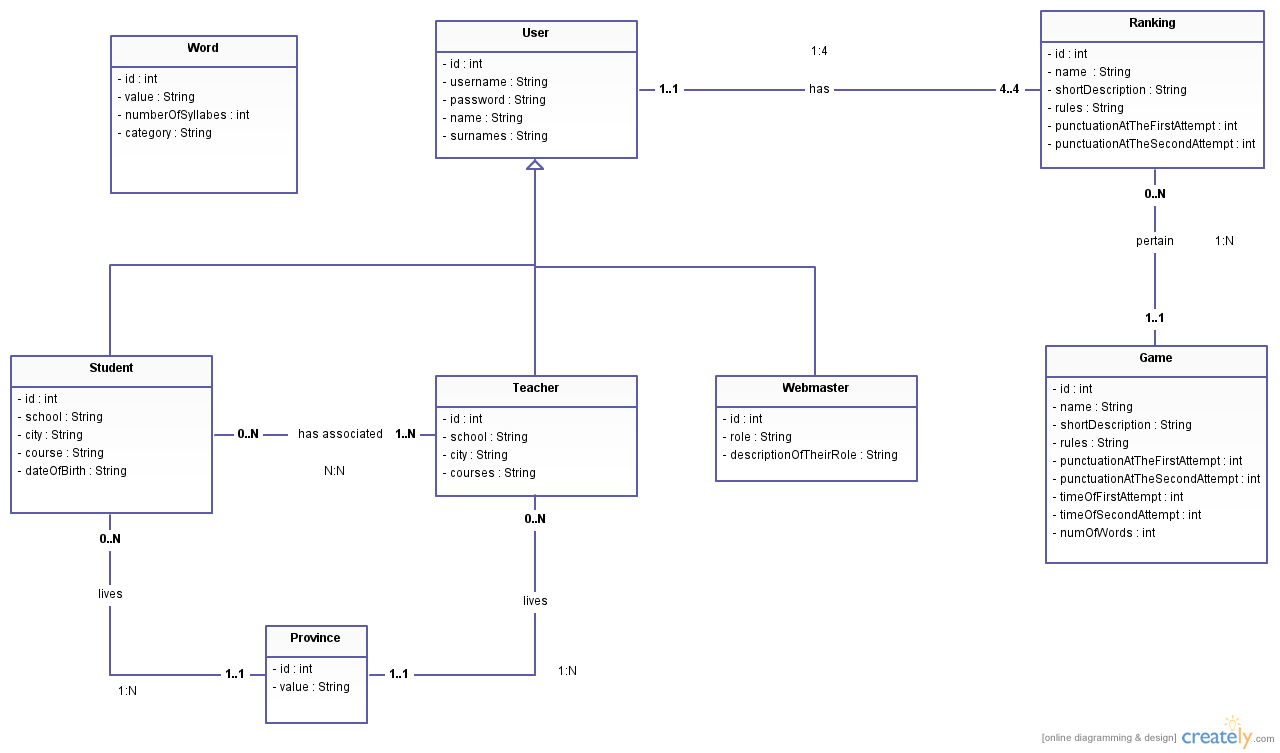 Word
- id : int
- value : String
- numberOfSyllabes : int
- category : String
User
- id : int
- username : String
- password : String
- name : String
- surnames : String
1:4
1..1
has
4..4
Ranking
- id : int
- name : String
- shortDescription : String
- rules : String
- punctuationAtTheFirstAttempt : int
- punctuationAtTheSecondAttempt : int
0..N
pertain
1:N
1..1
Student
- id : int
- school : String
- city : String
- course : String
- dateOfBirth : String
0..N
has associated
1..N
N:N
Teacher
- id : int
- school : String
- city : String
- courses : String
Webmaster
- id : int
- role : String
- descriptionOfTheirRole : String
Game
- id : int
- name : String
- shortDescription : String
- rules : String
- punctuationAtTheFirstAttempt : int
- punctuationAtTheSecondAttempt : int
- timeOfFirstAttempt : int
- timeOfSecondAttempt : int
- numOfWords : int
0..N
lives
1..1
1:N
Province
- id : int
- value : String
0..N
lives
1..1
1:N
[online diagramming & design] creately.com